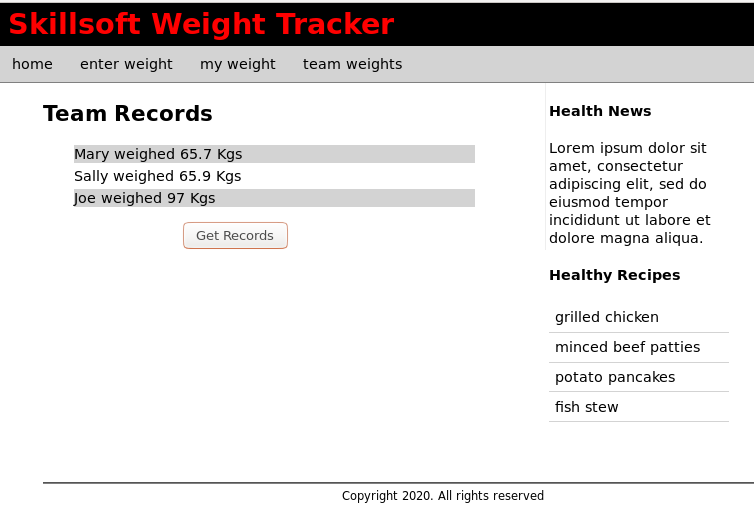 Skillsoft Weight Tracker
home enter weight my weight team weights
Team Records
Mary weighed 65.7 Kgs
Sally weighed 65.9 Kgs
Joe weighed 97 Kgs
Get Records
Health News
Lorem ipsum dolor sit
amet, consectetur
adipiscing elit, sed do
eiusmod tempor
incididunt ut labore et
dolore magna aliqua.
Healthy Recipes
grilled chicken
minced beef patties
potato pancakes
fish stew
Copyright 2020. All rights reserved